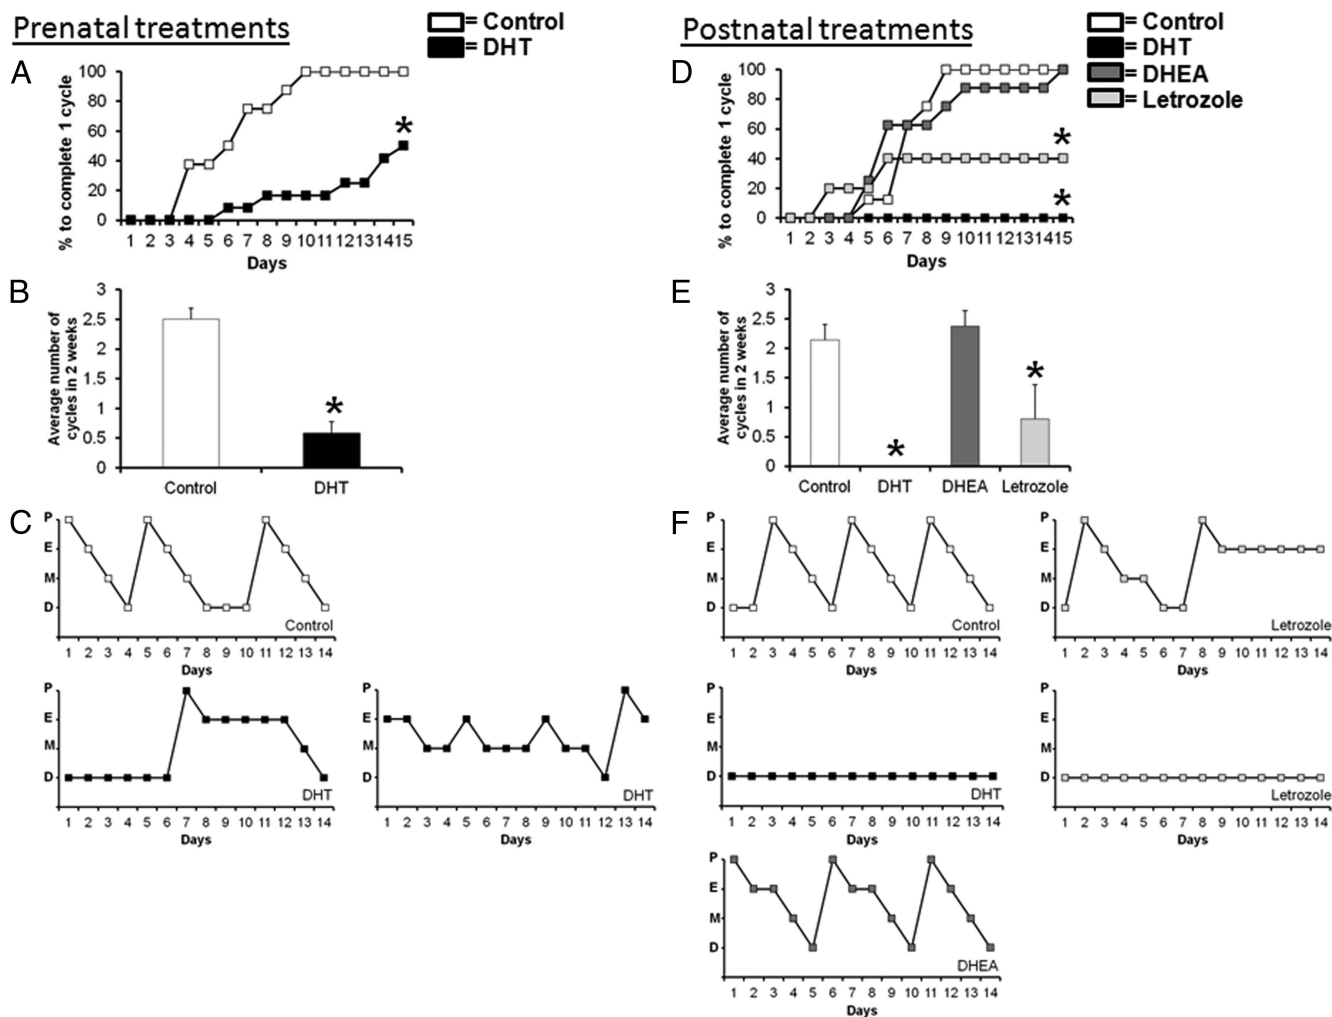 Prenatal treatments
= Control
= DHT
A
% to complete 1 cycle
100
80
60
40
20
0
*
1 2 3 4 5 6 7 8 9 10 11 12 13 14 15
Days
B
Average number of
cycles in 2 weeks
3
2.5
2
1.5
1
0.5
0
*
Control DHT
C
P
E
M
D
Control
1 2 3 4 5 6 7 8 9 10 11 12 13 14
Days
P
E
M
D
DHT
1 2 3 4 5 6 7 8 9 10 11 12 13 14
Days
P
E
M
D
DHT
1 2 3 4 5 6 7 8 9 10 11 12 13 14
Days
Postnatal treatments
= Control
= DHT
= DHEA
= Letrozole
D
% to complete 1 cycle
100
80
60
40
20
0
*
*
1 2 3 4 5 6 7 8 9 10 11 12 13 14 15
Days
E
Average number of
cycles in 2 weeks
3
2.5
2
1.5
1
0.5
0
*
*
Control DHT DHEA Letrozole
F
P
E
M
D
Control
1 2 3 4 5 6 7 8 9 10 11 12 13 14
Days
P
E
M
D
Letrozole
1 2 3 4 5 6 7 8 9 10 11 12 13 14
Days
P
E
M
D
DHT
1 2 3 4 5 6 7 8 9 10 11 12 13 14
Days
P
E
M
D
Letrozole
1 2 3 4 5 6 7 8 9 10 11 12 13 14
Days
P
E
M
D
DHEA
1 2 3 4 5 6 7 8 9 10 11 12 13 14
Days